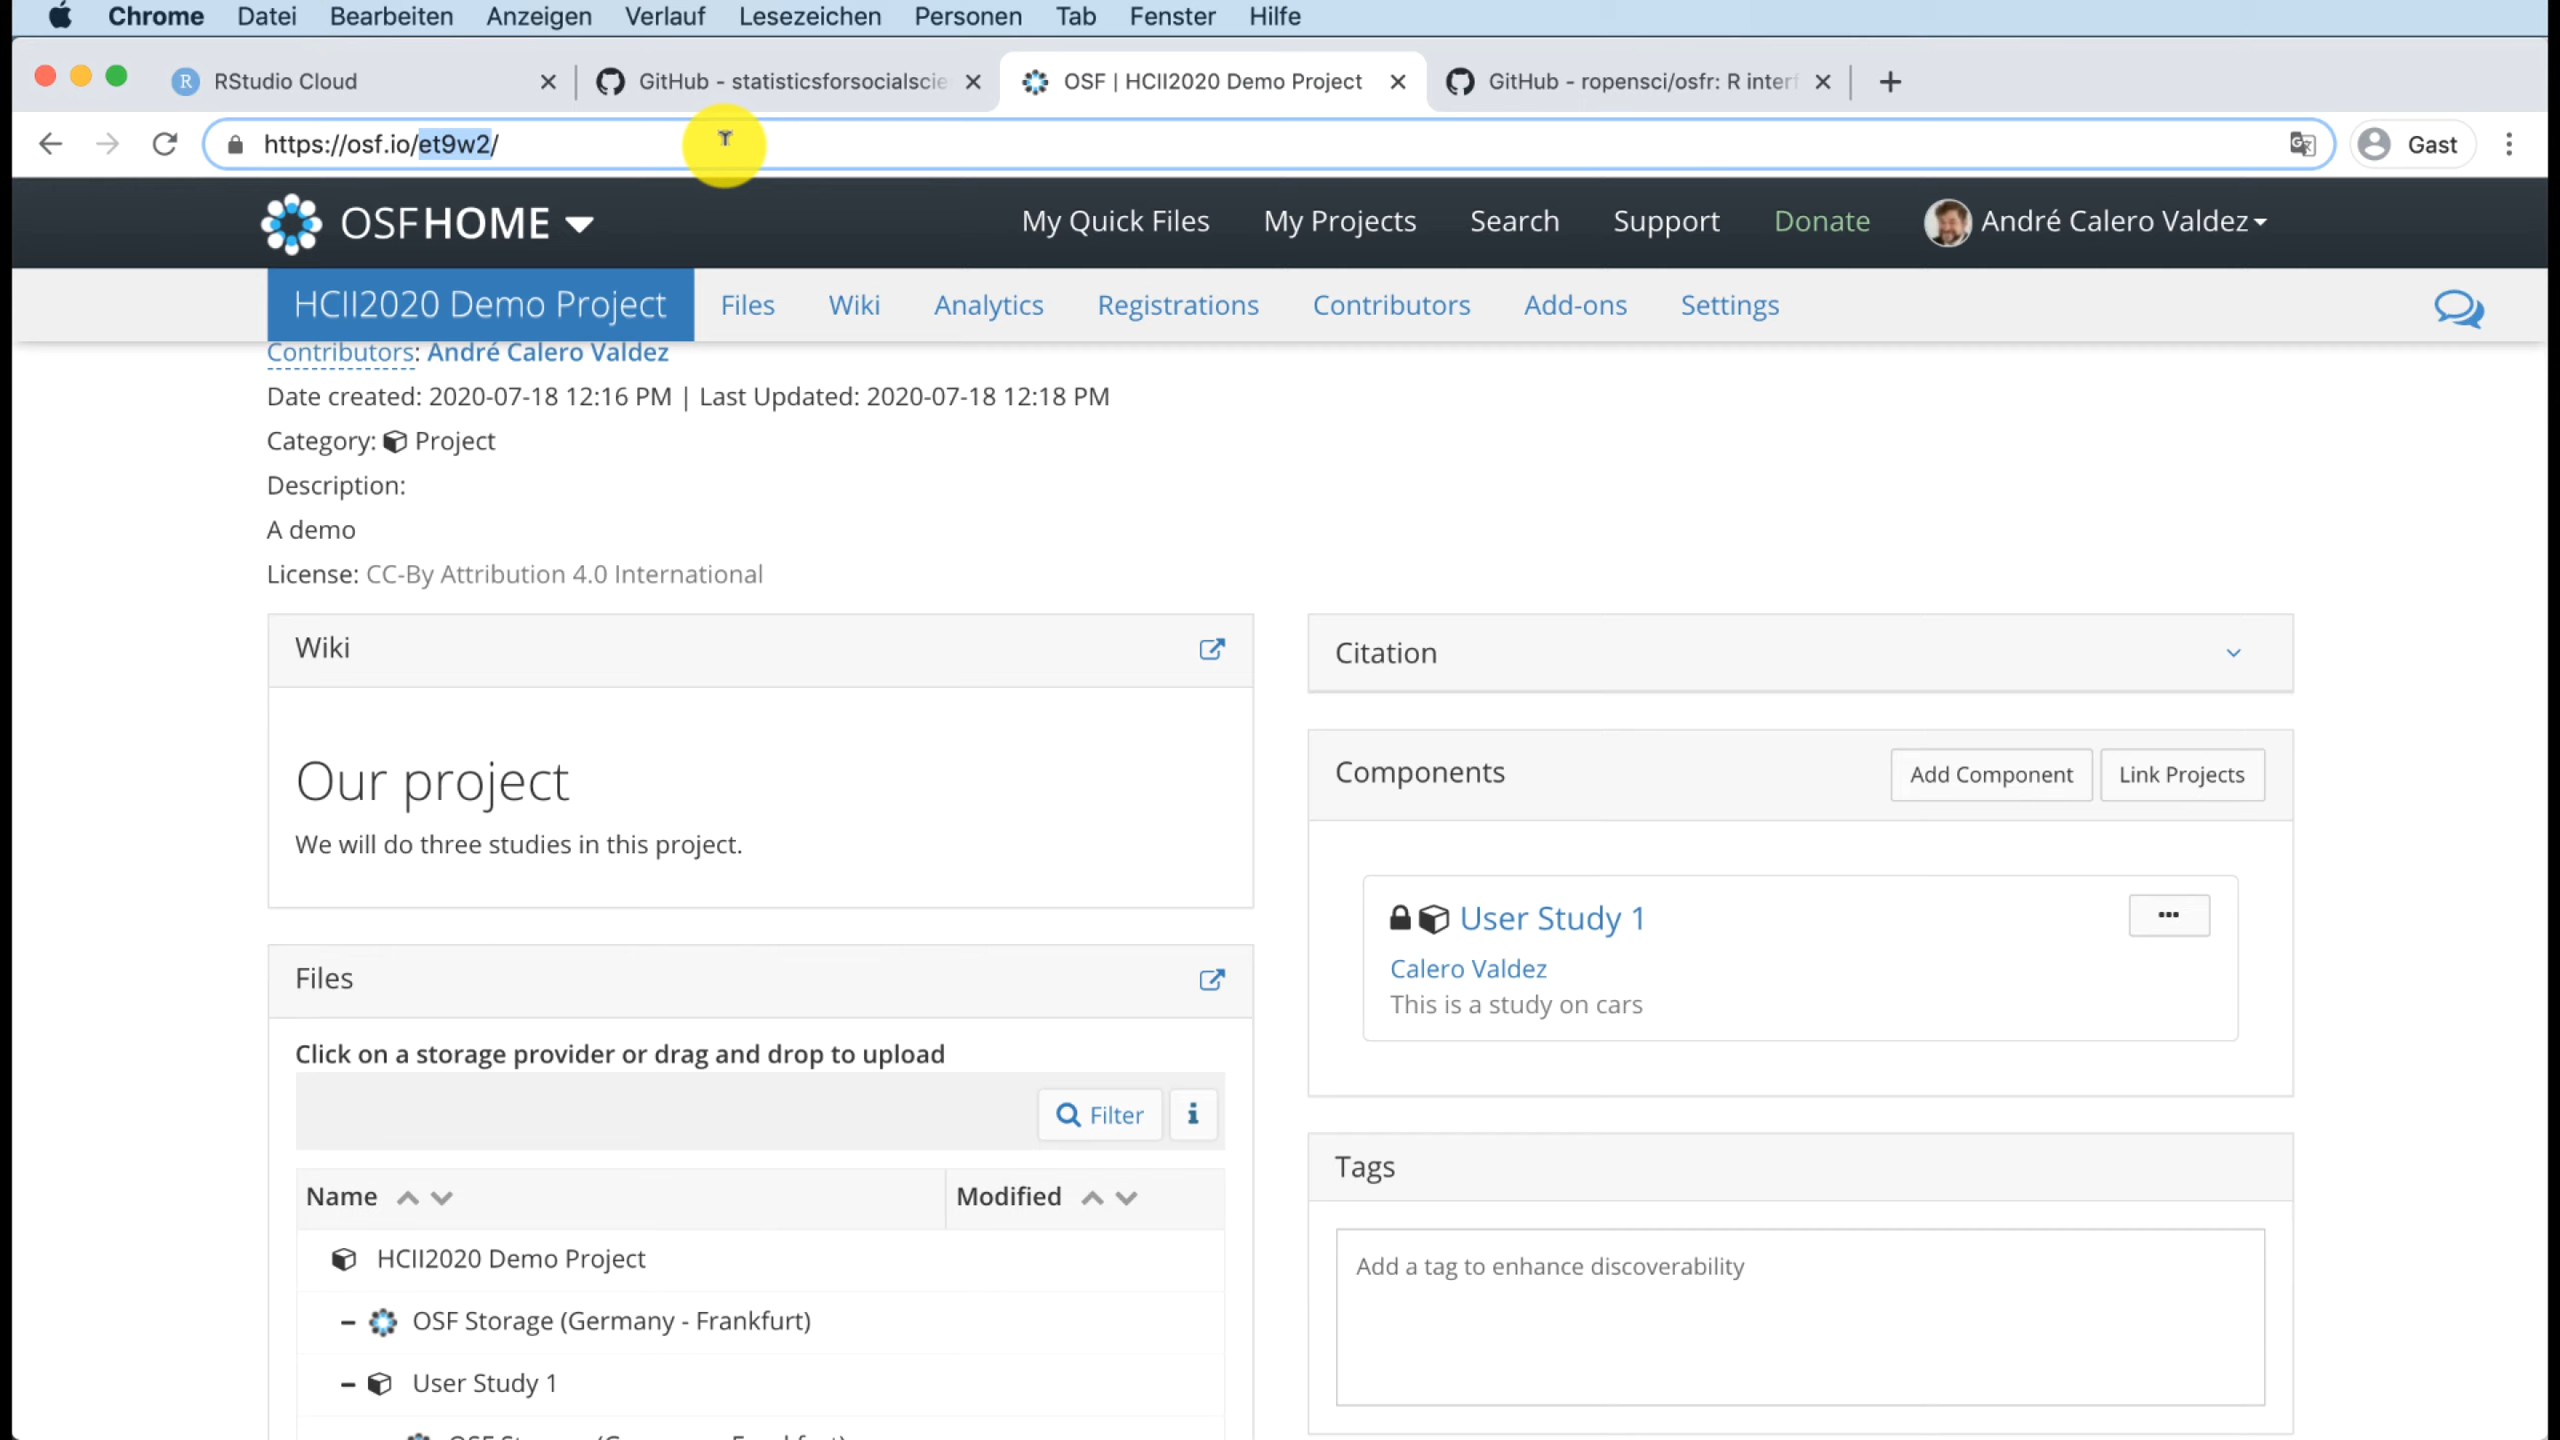 Chrome Datei Bearbeiten Anzeigen Verlauf Lesezeichen Personen Tab Fenster Hilfe
R RStudio Cloud
GitHub - statisticsforsocialscie
OSF | HCII2020 Demo Project
GitHub - ropensci/osfr: R interf
https://osf.io/et9w2/
Gast
OSFHOME
My Quick Files My Projects Search Support Donate André Calero Valdez
HCII2020 Demo Project Files Wiki Analytics Registrations Contributors Add-ons Settings
Contributors: André Calero Valdez
Date created: 2020-07-18 12:16 PM | Last Updated: 2020-07-18 12:18 PM
Category: Project
Description:
A demo
License: CC-By Attribution 4.0 International
Wiki
Our project
We will do three studies in this project.
Files
Click on a storage provider or drag and drop to upload
Filter i
Name Modified
HCII2020 Demo Project
OSF Storage (Germany - Frankfurt)
User Study 1
Citation
Components Add Component Link Projects
User Study 1
Calero Valdez
This is a study on cars
Tags
Add a tag to enhance discoverability